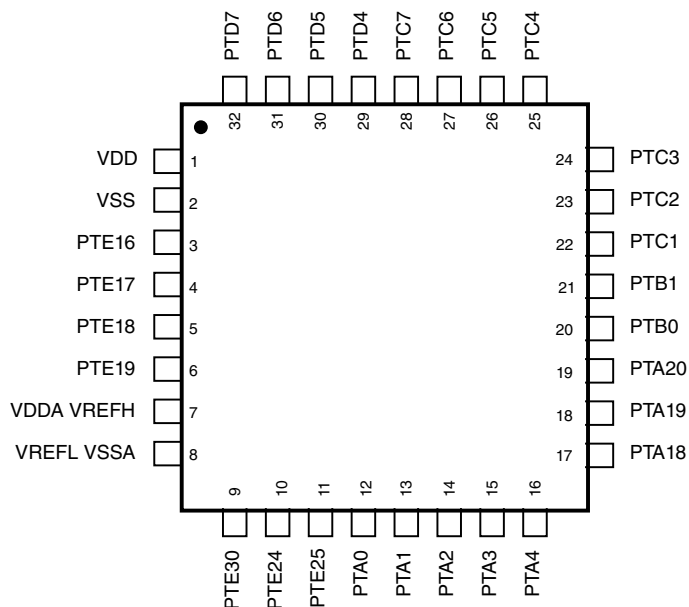 PTD7
PTD6
PTD5
PTD4
PTC7
PTC6
PTC5
PTC4
32
31
30
29
28
27
26
25
VDD 1
VSS 2
PTE16 3
PTE17 4
PTE18 5
PTE19 6
VDDA VREFH 7
VREFL VSSA 8
24 PTC3
23 PTC2
22 PTC1
21 PTB1
20 PTB0
19 PTA20
18 PTA19
17 PTA18
9
10
11
12
13
14
15
16
PTE30
PTE24
PTE25
PTA0
PTA1
PTA2
PTA3
PTA4